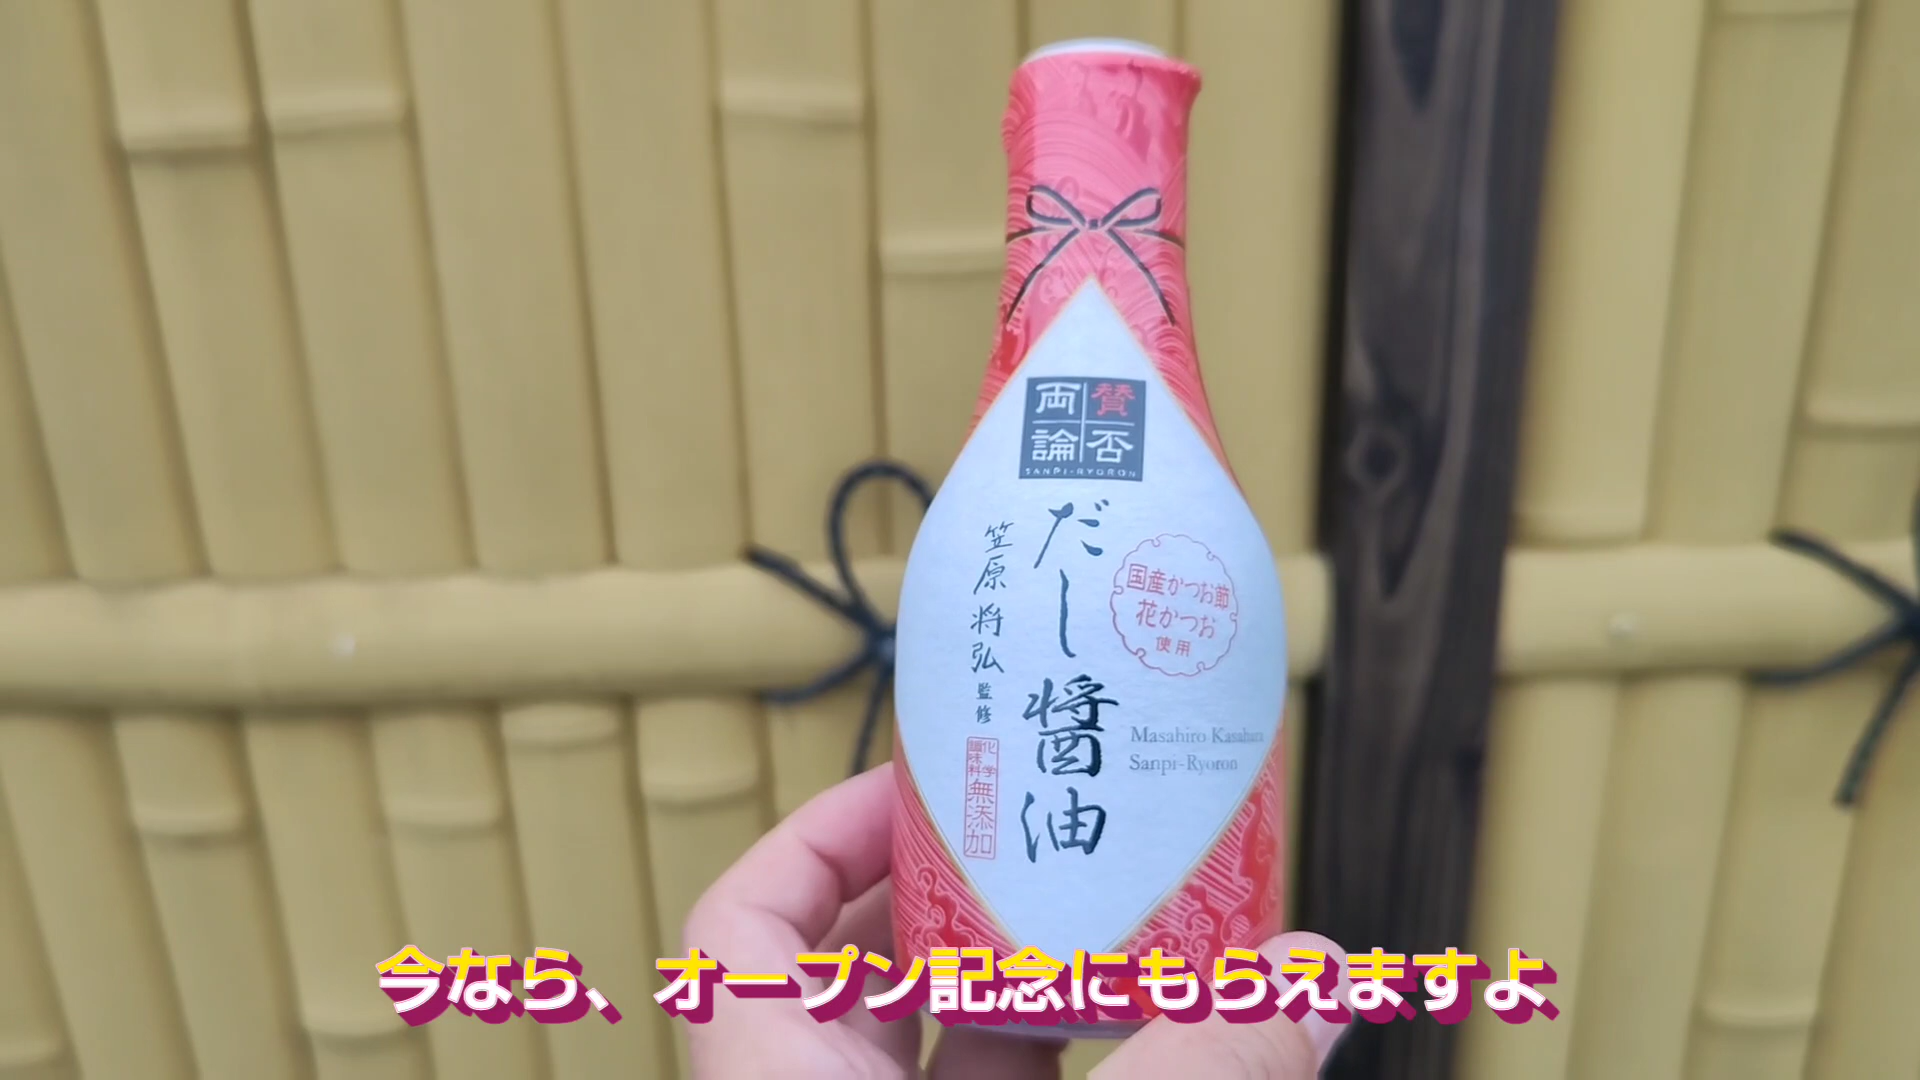 賛否
両論
SANPI-RYORON
だし醤油
国産かつお節
花かつお
使用
笠原将弘 監修
化学
調味料
無添加
Masahiro Kasahara
Sanpi-Ryoron
今なら、オープン記念にもらえますよ